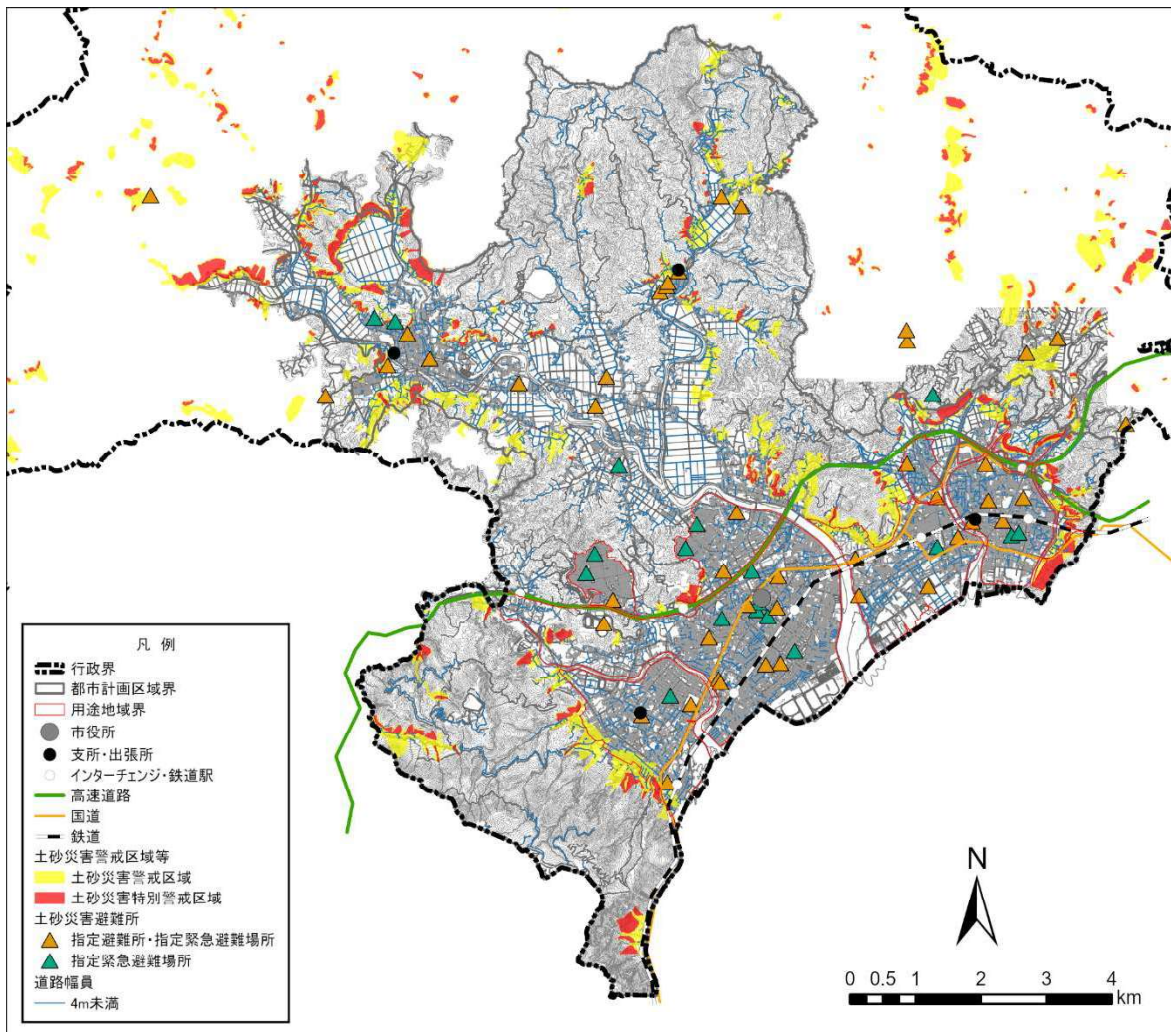 凡 例
行政界
都市計画区域界
用途地域界
市役所
支所・出張所
インターチェンジ・鉄道駅
高速道路
国道
鉄道
土砂災害警戒区域等
土砂災害警戒区域
土砂災害特別警戒区域
土砂災害避難所
指定避難所・指定緊急避難場所
指定緊急避難場所
道路幅員
4m未満
N
0 0.5 1 2 3 4
km